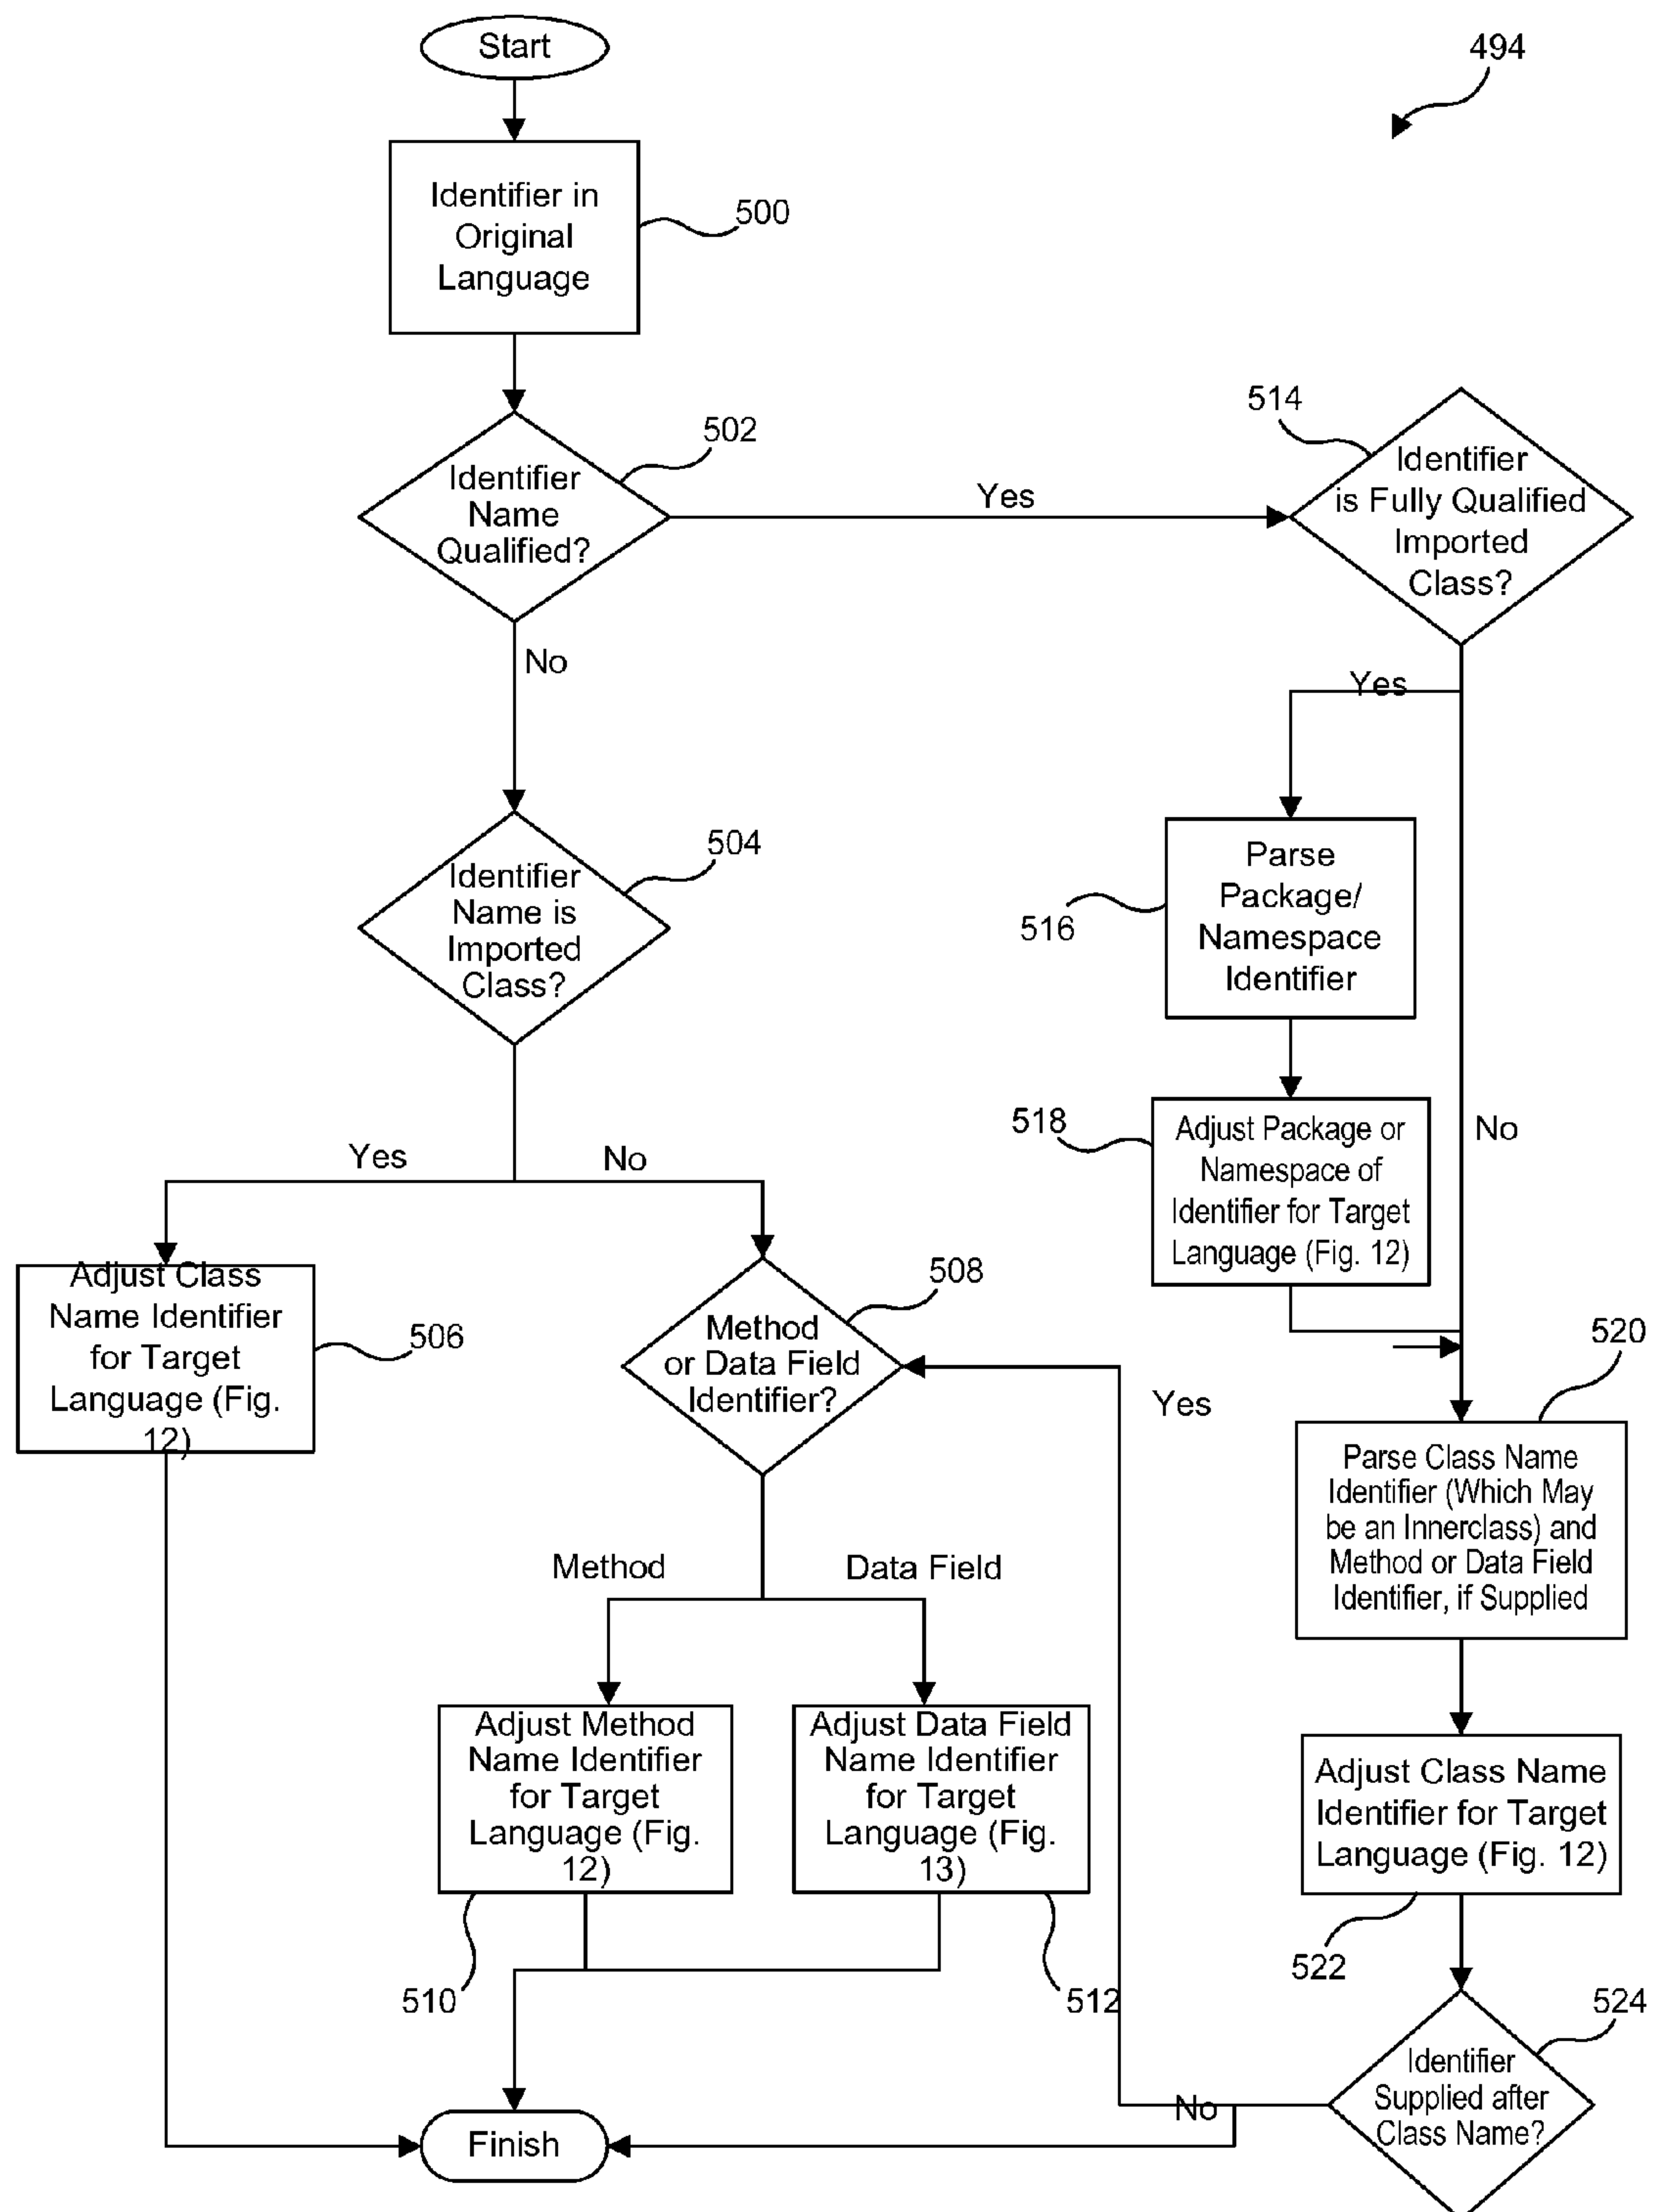 Start
494
Identifier in
Original
Language
500
502
Identifier
Name
Qualified?
Yes
514
Identifier
is Fully Qualified
Imported
Class?
No
Yes
504
Identifier
Name is
Imported
Class?
Parse
Package/
Namespace
Identifier
516
518
Adjust Package or
Namespace of
Identifier for Target
Language (Fig. 12)
No
Yes
No
Adjust Class
Name Identifier
for Target
Language (Fig.
12)
506
508
Method
or Data Field
Identifier?
Yes
520
Parse Class Name
Identifier (Which May
be an Innerclass) and
Method or Data Field
Identifier, if Supplied
Method
Data Field
Adjust Method
Name Identifier
for Target
Language (Fig.
12)
Adjust Data Field
Name Identifier
for Target
Language (Fig.
13)
Adjust Class Name
Identifier for Target
Language (Fig. 12)
522
510
512
524
Identifier
Supplied after
Class Name?
No
Finish